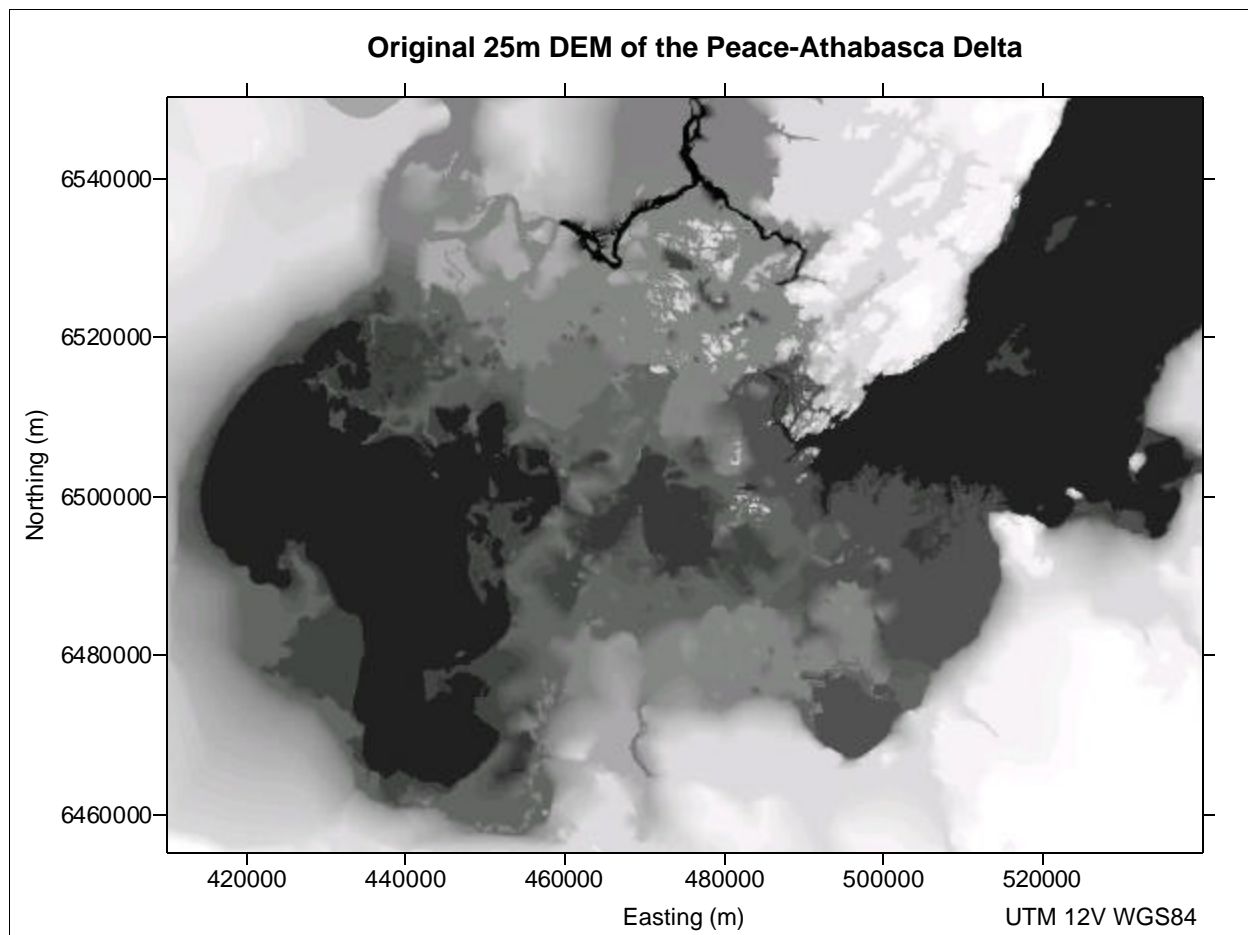 Original 25m DEM of the Peace-Athabasca Delta
6540000
6520000
6500000
6480000
6460000
Northing (m)
420000 440000 460000 480000 500000 520000
Easting (m)
UTM 12V WGS84